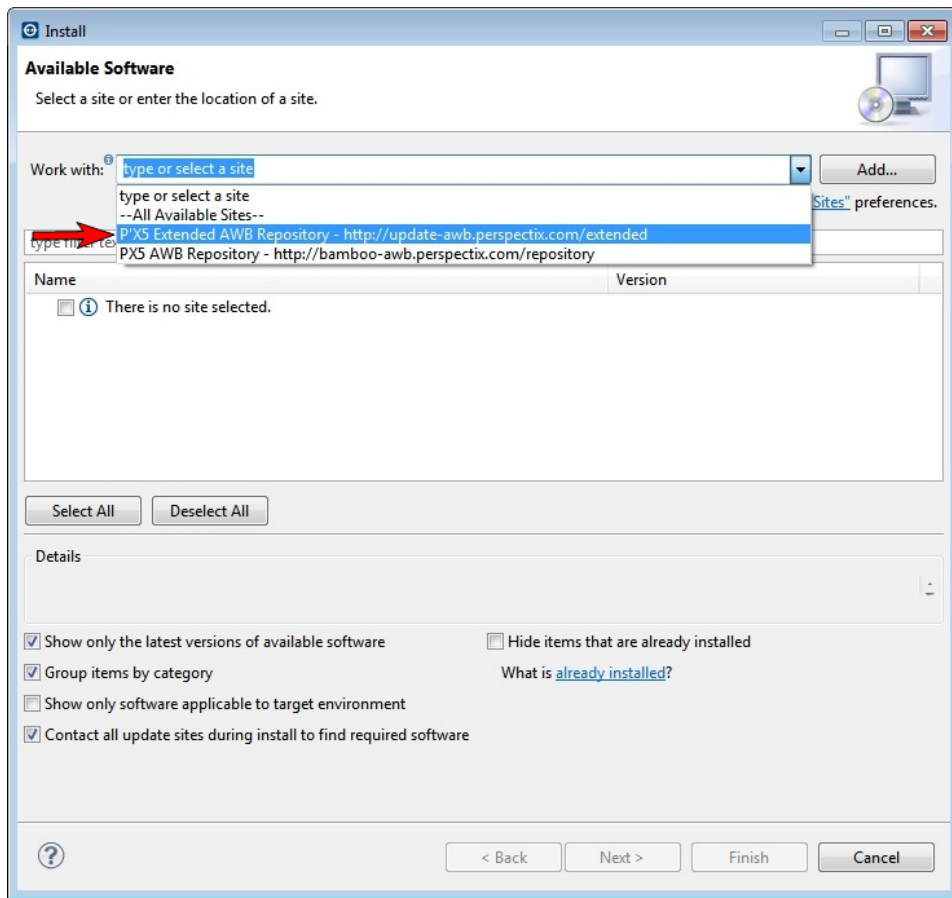 Install
Available Software
Select a site or enter the location of a site.
Work with: type or select a site
Add...
type or select a site
--All Available Sites--
Sites" preferences.
P'X5 Extended AWB Repository - http://update-awb.perspectix.com/extended
type filter te
PX5 AWB Repository - http://bamboo-awb.perspectix.com/repository
Name Version
There is no site selected.
Select All Deselect All
Details
Show only the latest versions of available software Hide items that are already installed
Group items by category What is already installed?
Show only software applicable to target environment
Contact all update sites during install to find required software
? < Back Next > Finish Cancel